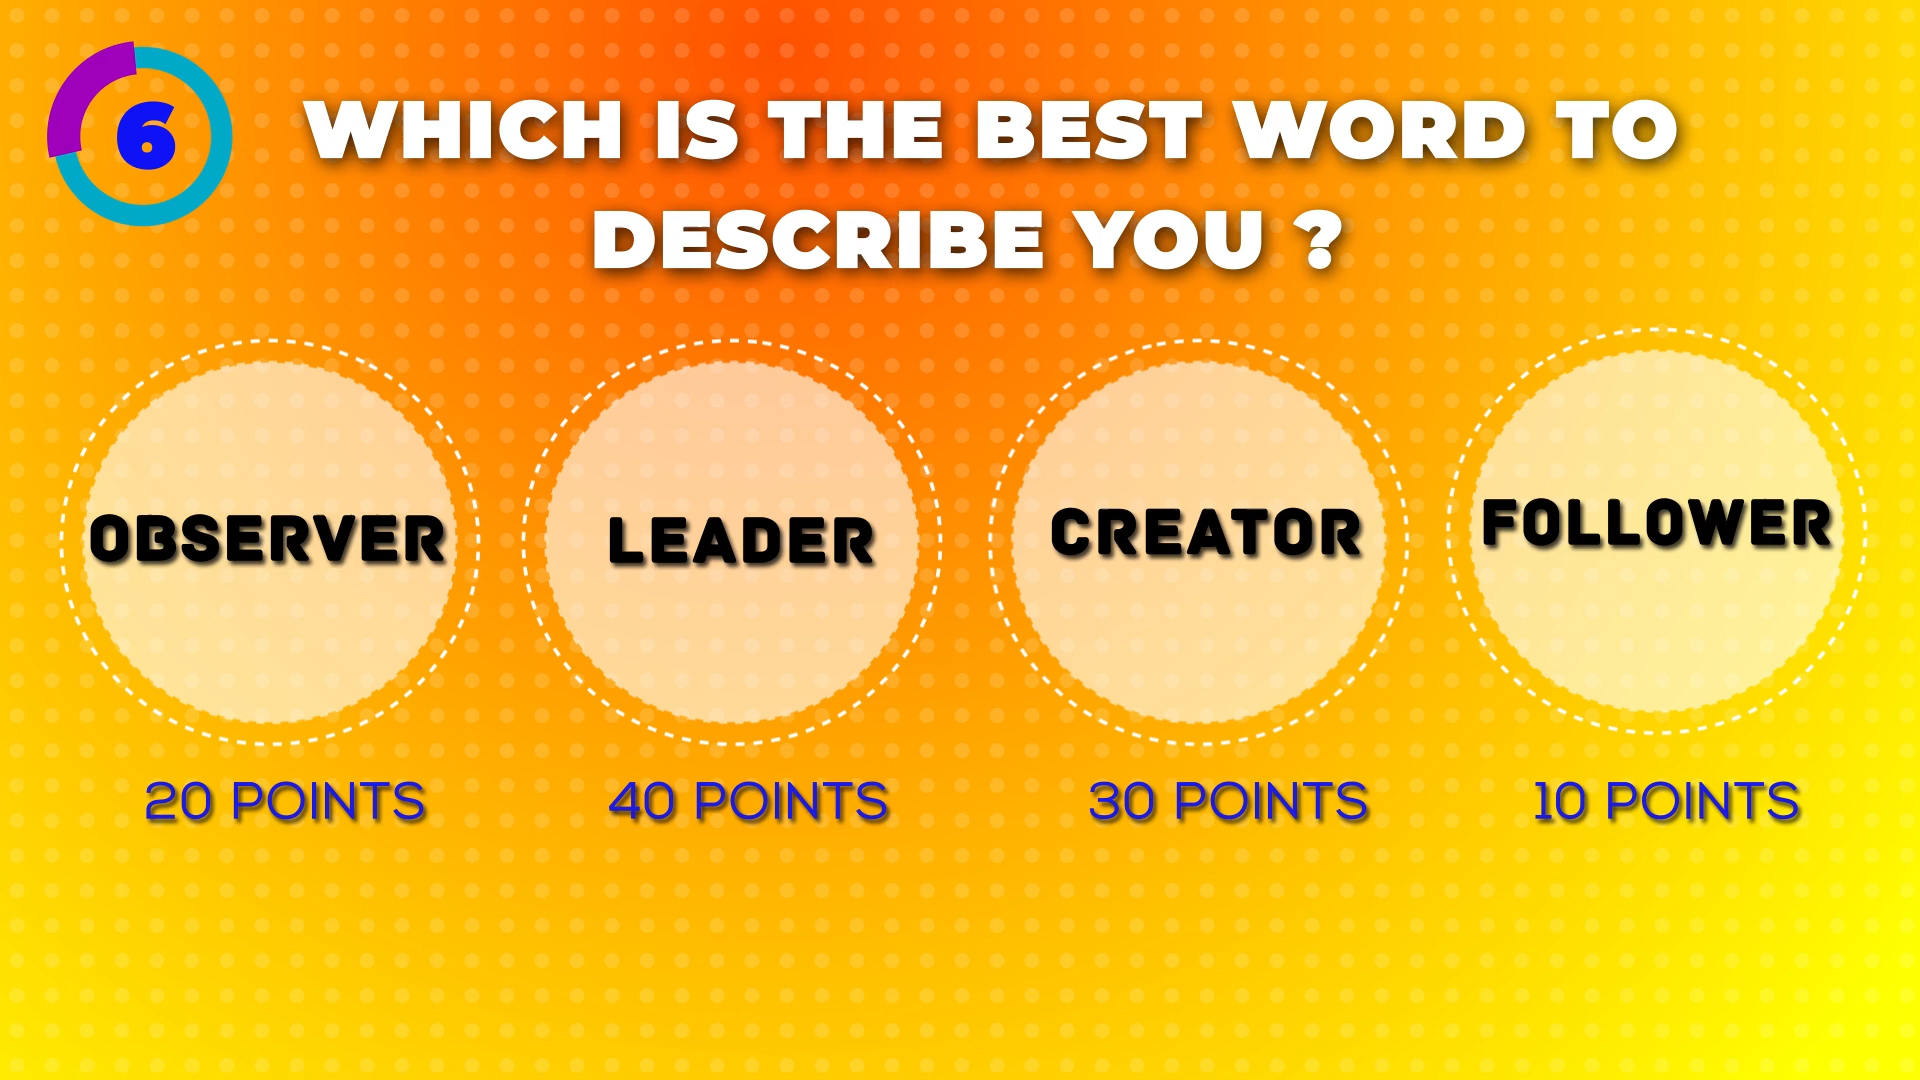 6
WHICH IS THE BEST WORD TO
DESCRIBE YOU ?
OBSERVER
LEADER
CREATOR
FOLLOWER
20 POINTS
40 POINTS
30 POINTS
10 POINTS